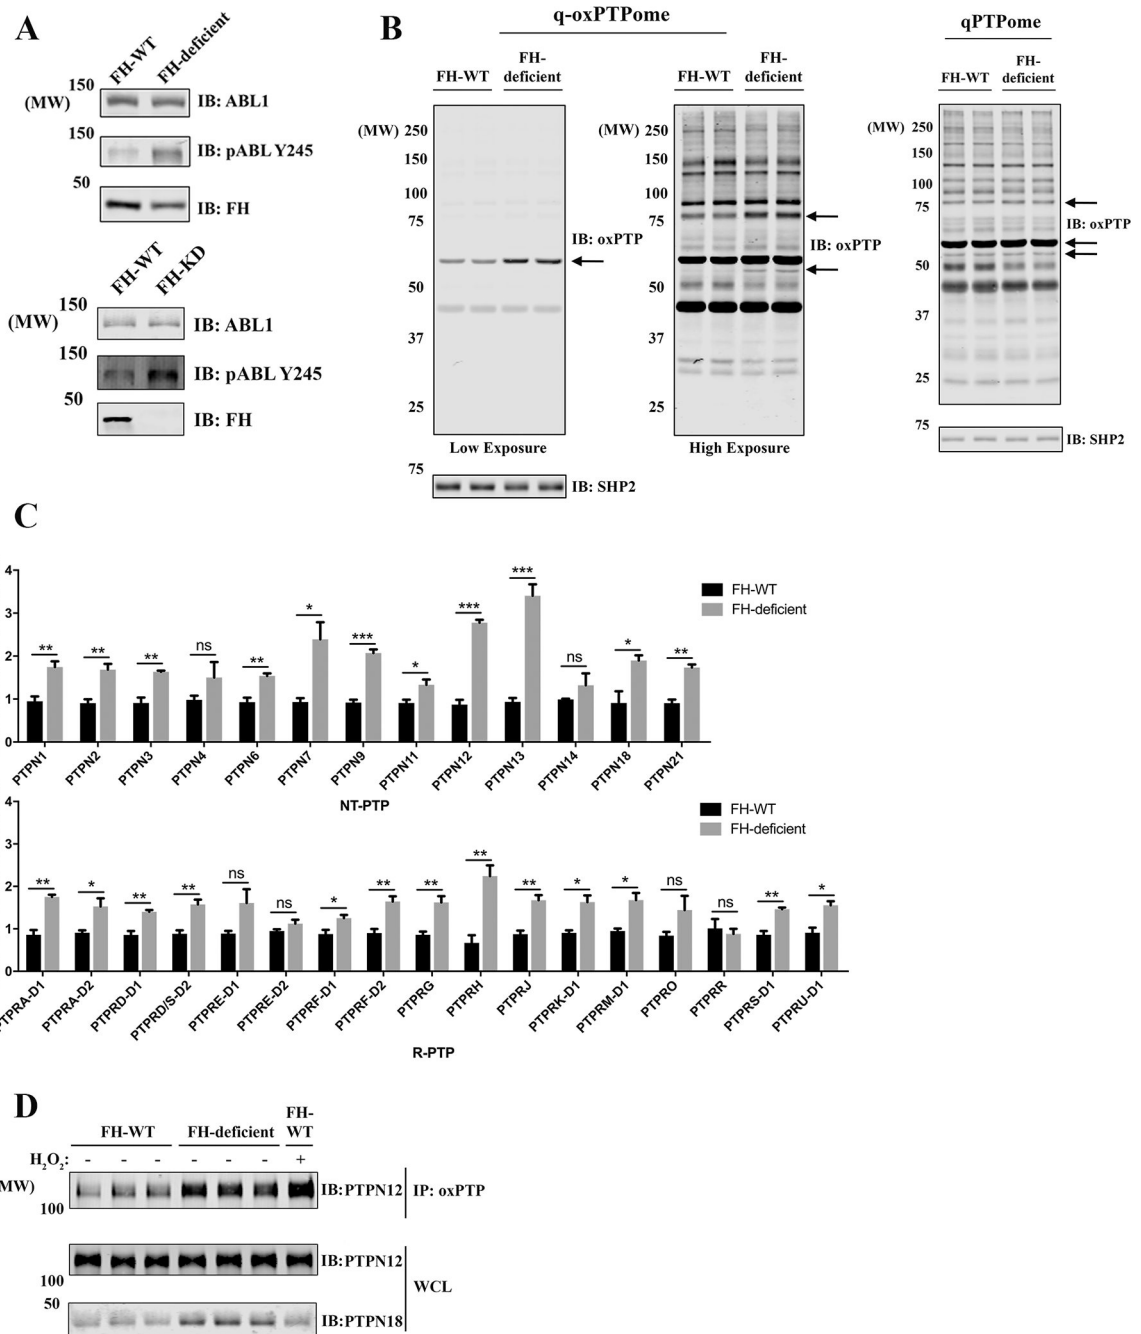 A
FH-WT FH-deficient
150
(MW)
IB: ABL1
150
IB: pABL Y245
50
IB: FH
FH-WT FH-KD
150
(MW)
IB: ABL1
150
IB: pABL Y245
50
IB: FH
B
q-oxPTPome
FH-WT FH-deficient
(MW) 250
150
100
75
IB: oxPTP
50
37
25
Low Exposure
75
IB: SHP2
FH-WT FH-deficient
(MW) 250
150
100
75
IB: oxPTP
50
37
25
High Exposure
qPTPome
FH-WT FH-deficient
(MW) 250
150
100
75
IB: oxPTP
50
37
25
75
IB: SHP2
C
4
3
2
1
0
** ** ** ns ** * *** * *** *** ns * **
FH-WT
FH-deficient
PTPN1 PTPN2 PTPN3 PTPN4 PTPN6 PTPN7 PTPN9 PTPN11 PTPN12 PTPN13 PTPN14 PTPN18 PTPN21
NT-PTP
4
3
2
1
0
** * ** ** ns ns * ** ** ** ** * * ns ns ** *
FH-WT
FH-deficient
PTPRA-D1 PTPRA-D2 PTPRD-D1 PTPRD/S-D2 PTPRE-D1 PTPRE-D2 PTPRF-D1 PTPRF-D2 PTPRG PTPRH PTPRJ PTPRK-D1 PTPRM-D1 PTPRO PTPRR PTPRS-D1 PTPRU-D1
R-PTP
D
FH-WT FH-deficient FH-WT
H2O2: - - - - - - +
MW)
100
IB:PTPN12
IP: oxPTP
IB:PTPN12
100
WCL
50
IB:PTPN18